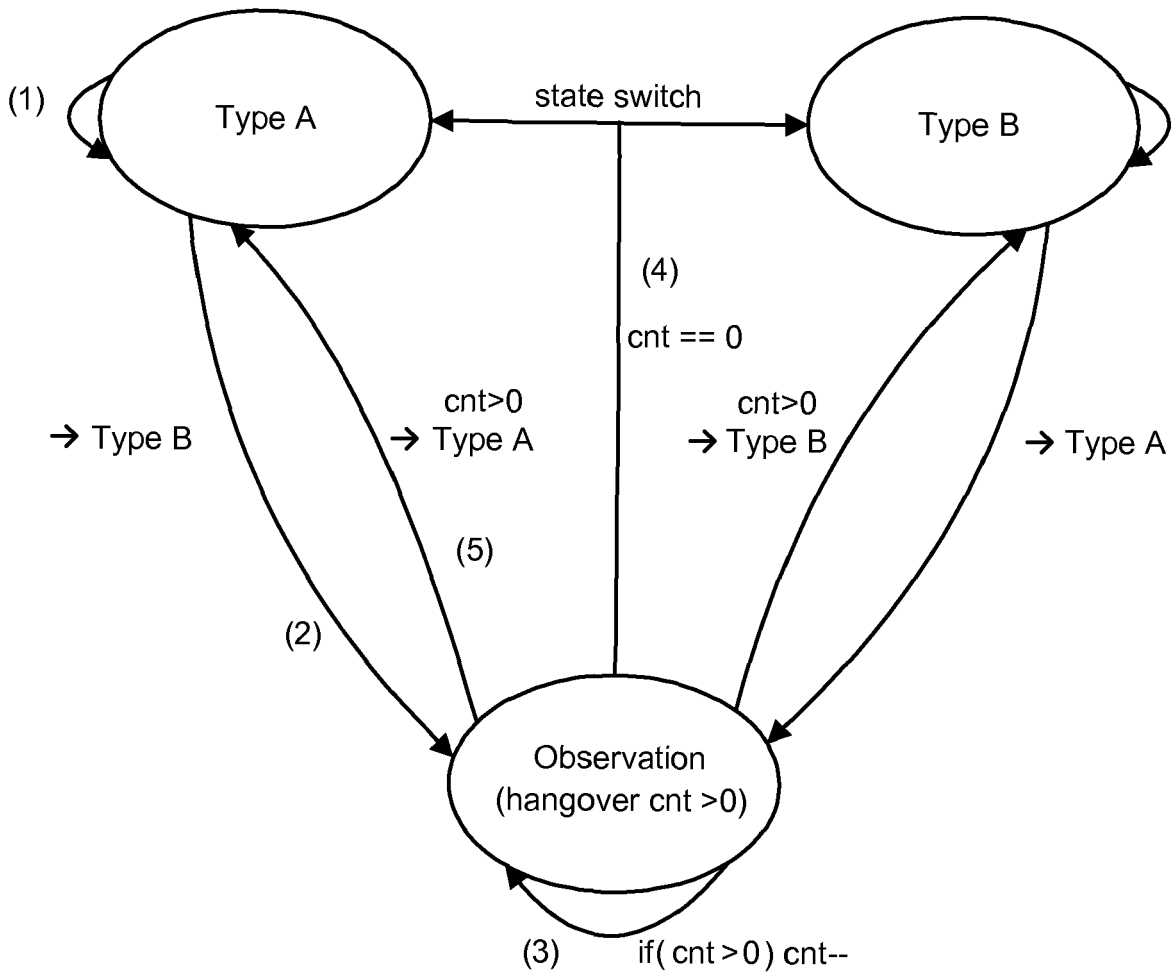 (1)
Type A
state switch
Type B
(4)
cnt == 0
→ Type B
cnt>0
→ Type A
cnt>0
→ Type B
→ Type A
(5)
(2)
Observation
(hangover cnt >0)
(3)
if( cnt >0) cnt--